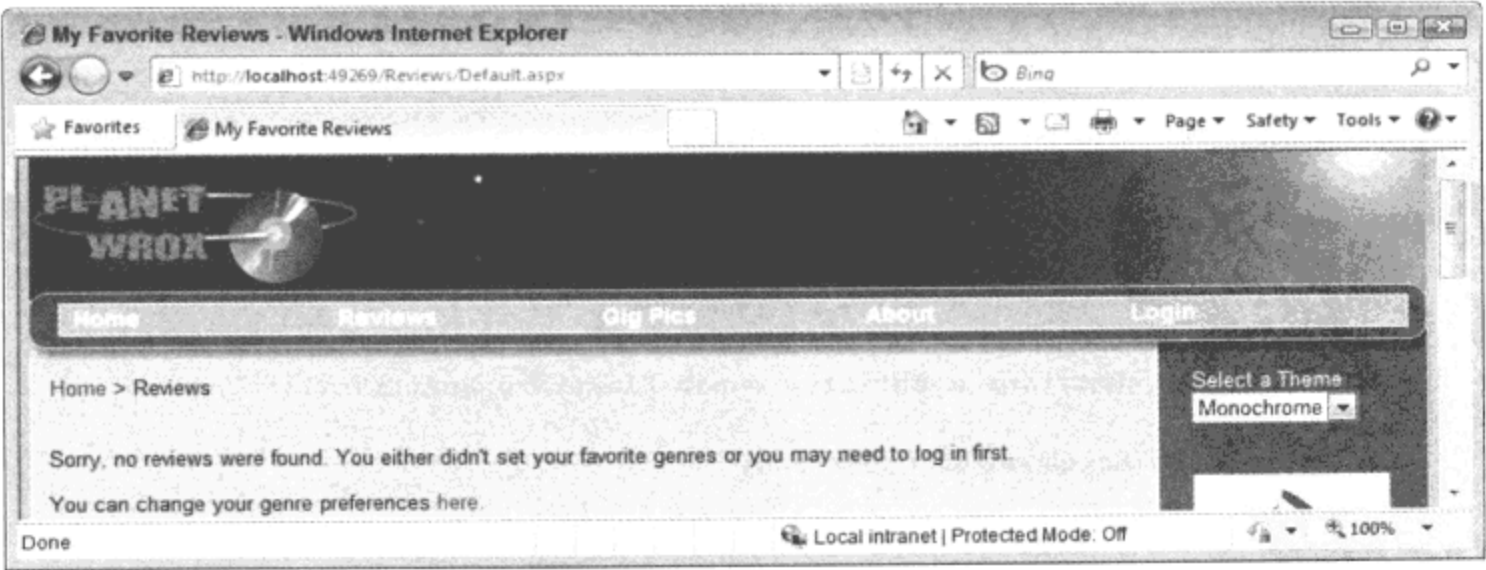 My Favorite Reviews - Windows Internet Explorer
http://localhost:49269/Reviews/Default.aspx
Bing
Favorites
My Favorite Reviews
Page
Safety
Tools
PLANET
WROX
Home
Reviews
Gig Pics
About
Login
Home > Reviews
Select a Theme
Monochrome
Sorry, no reviews were found. You either didn't set your favorite genres or you may need to log in first.
You can change your genre preferences here.
Done
Local intranet | Protected Mode: Off
100%